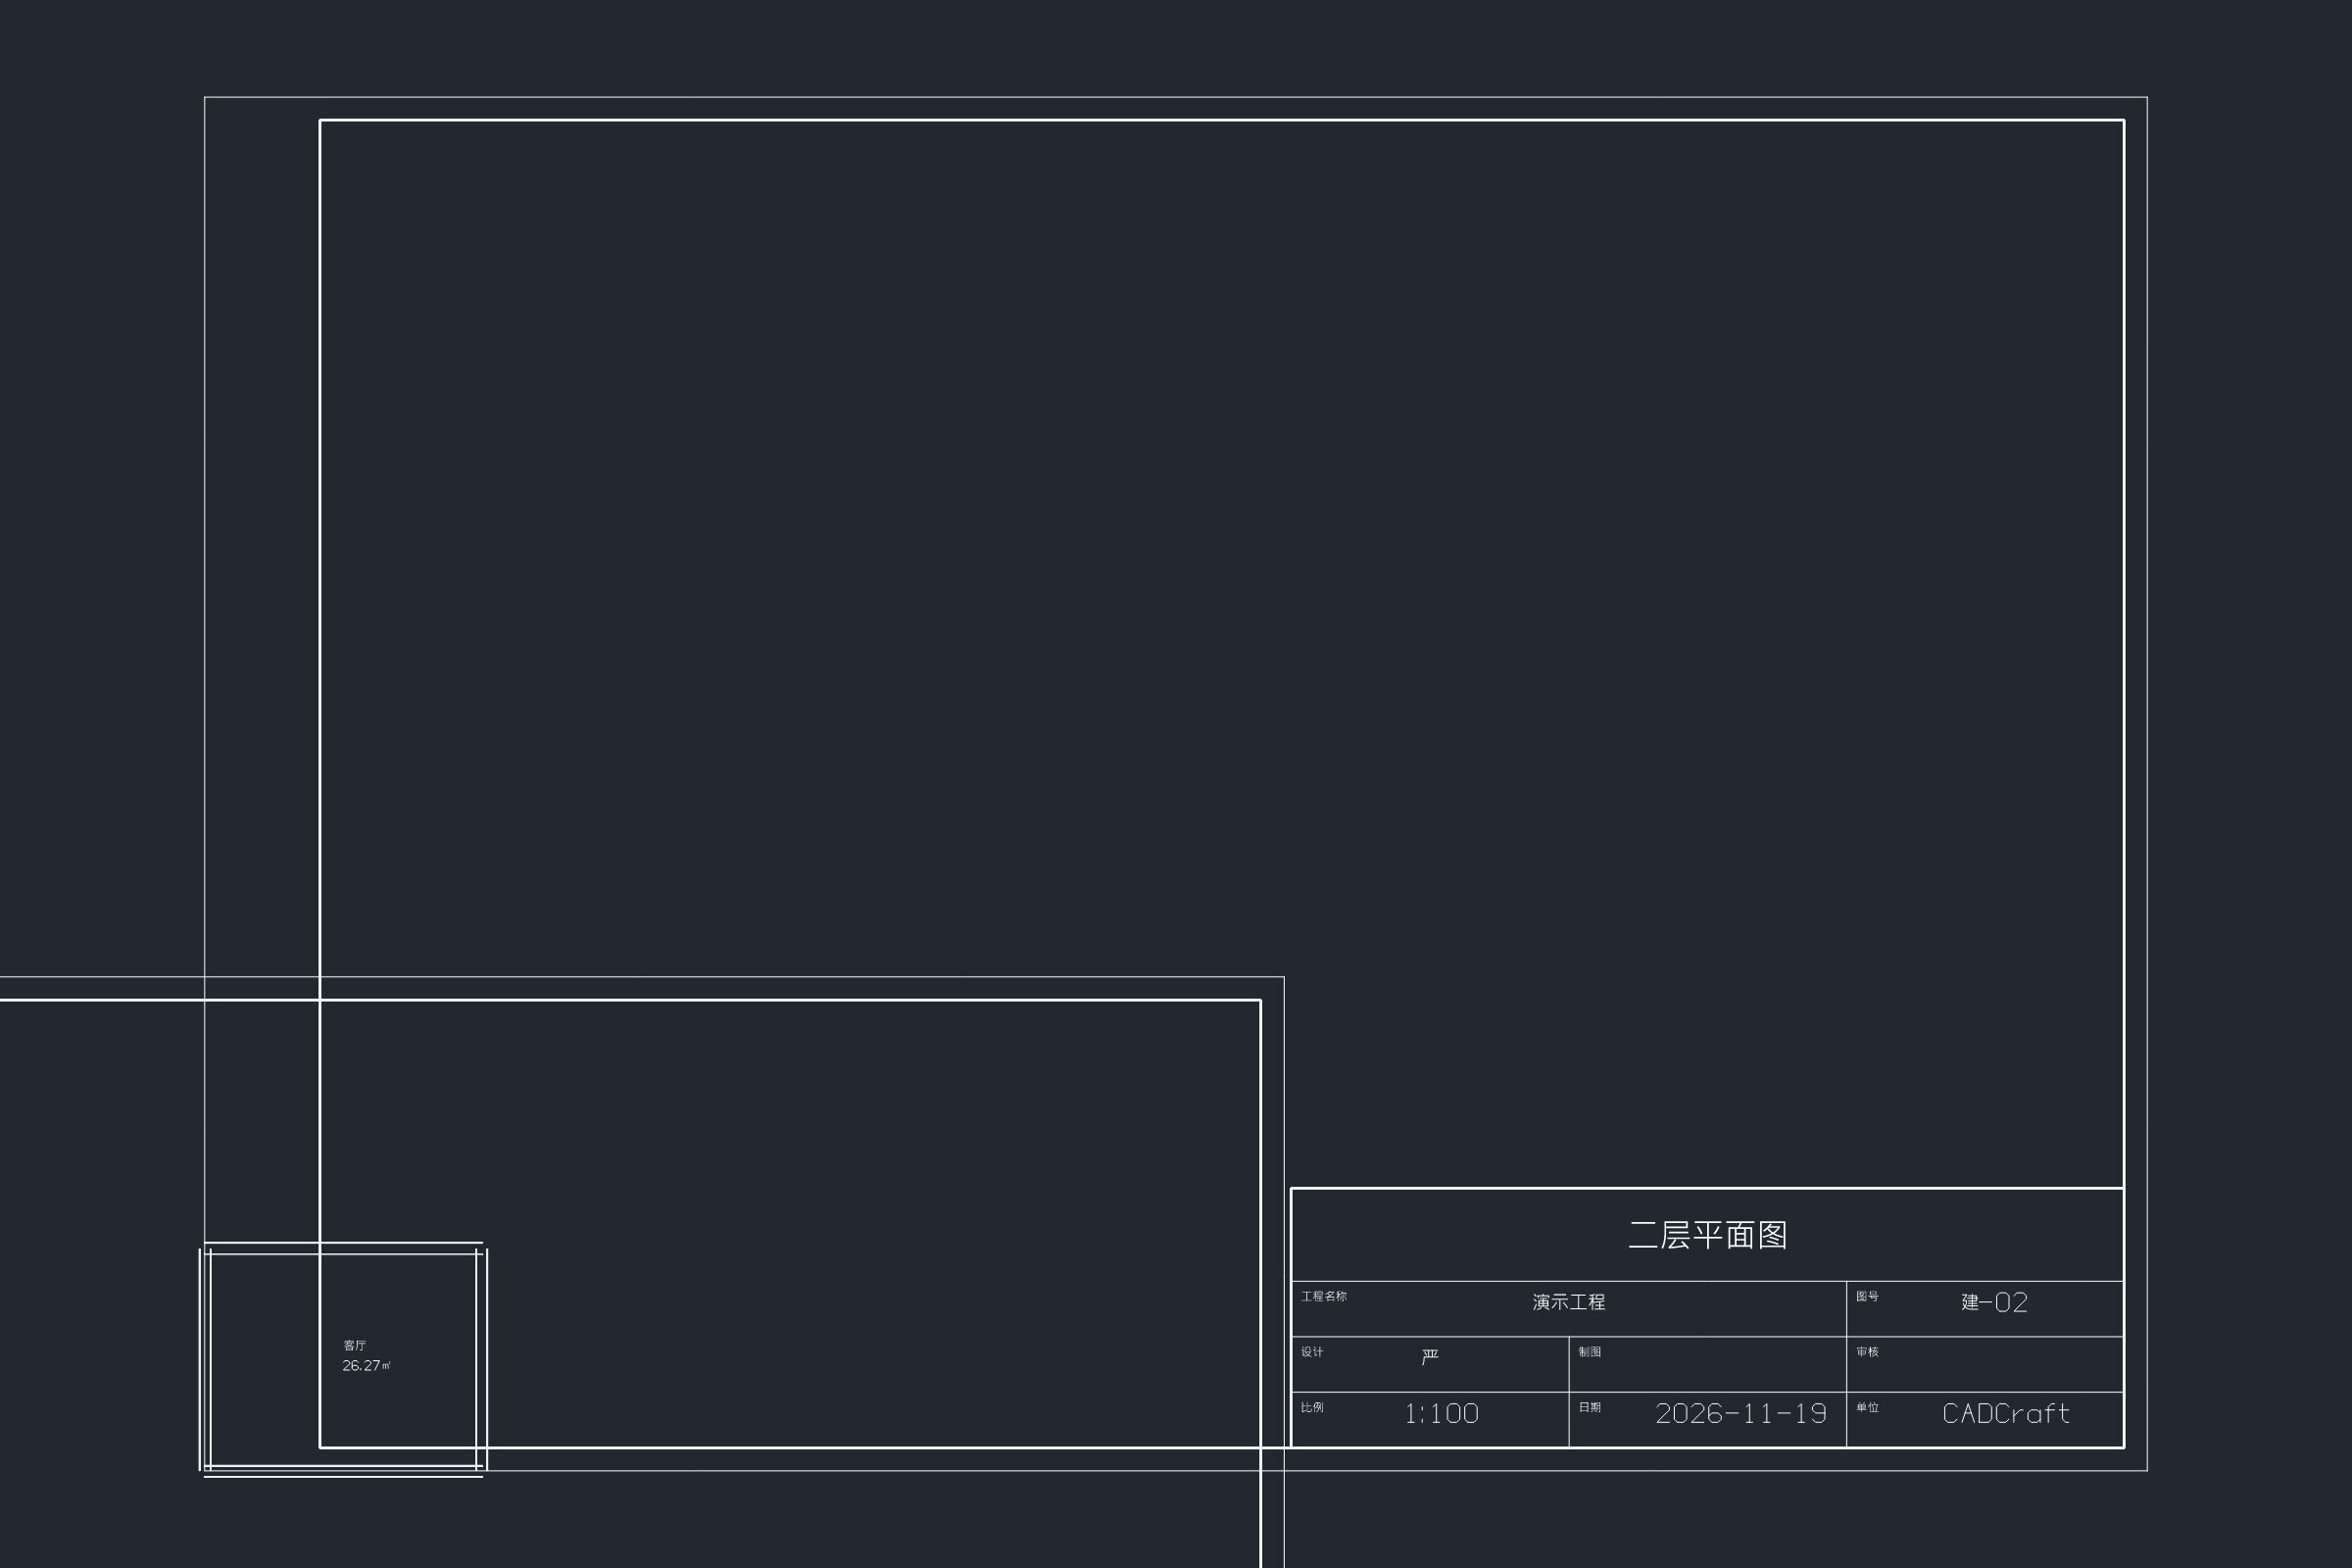 客厅
26.27㎡
二层平面图
工程名称 演示工程 图号 建-02
设计 严 制图 审核
比例 1:100 日期 2026-11-19 单位 CADCraft